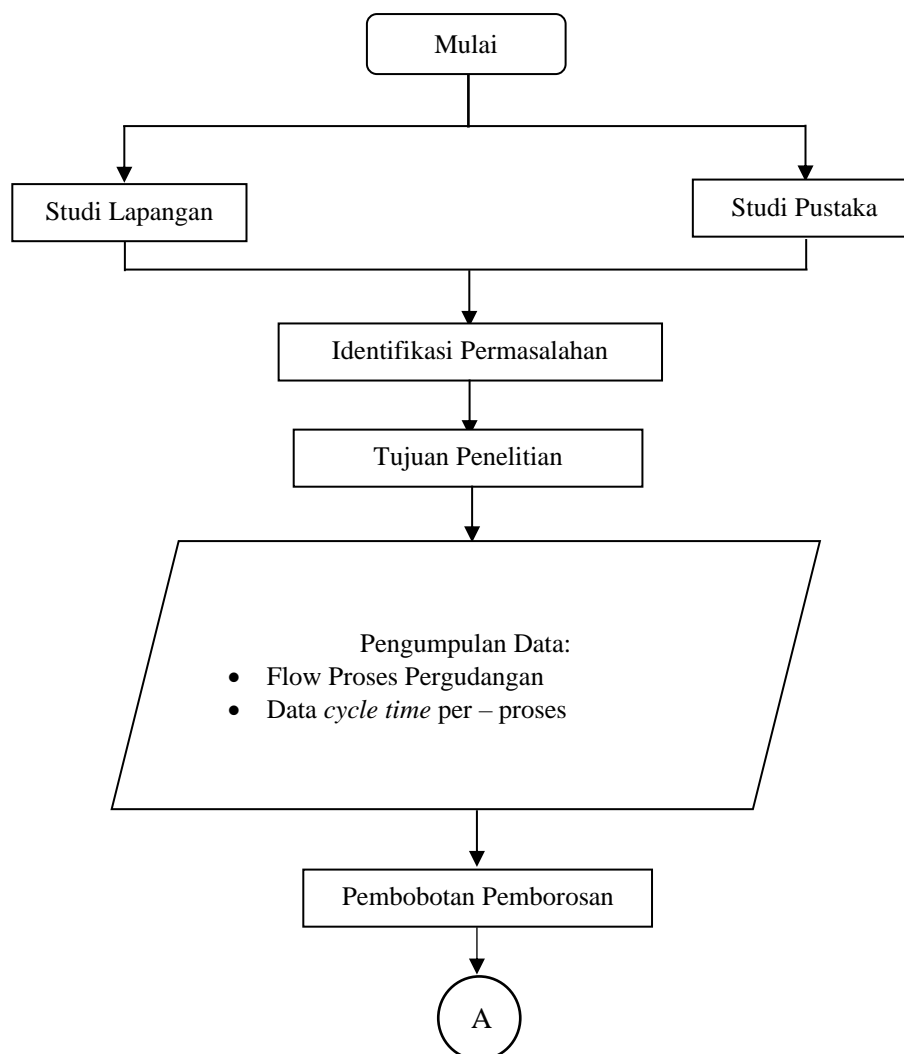 Mulai
Studi Lapangan
Studi Pustaka
Identifikasi Permasalahan
Tujuan Penelitian
Pengumpulan Data:
• Flow Proses Pergudangan
• Data cycle time per – proses
Pembobotan Pemborosan
A